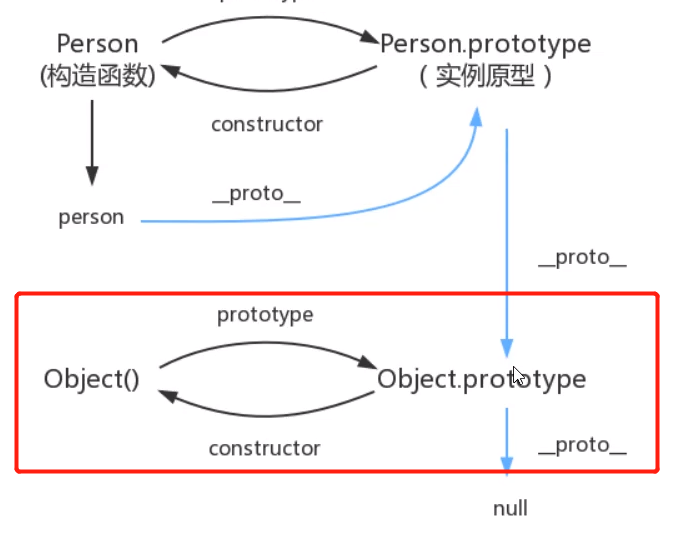 Person
(构造函数)
Person.prototype
（实例原型）
constructor
__proto__
person
__proto__
prototype
Object()
Object.prototype
constructor
__proto__
null